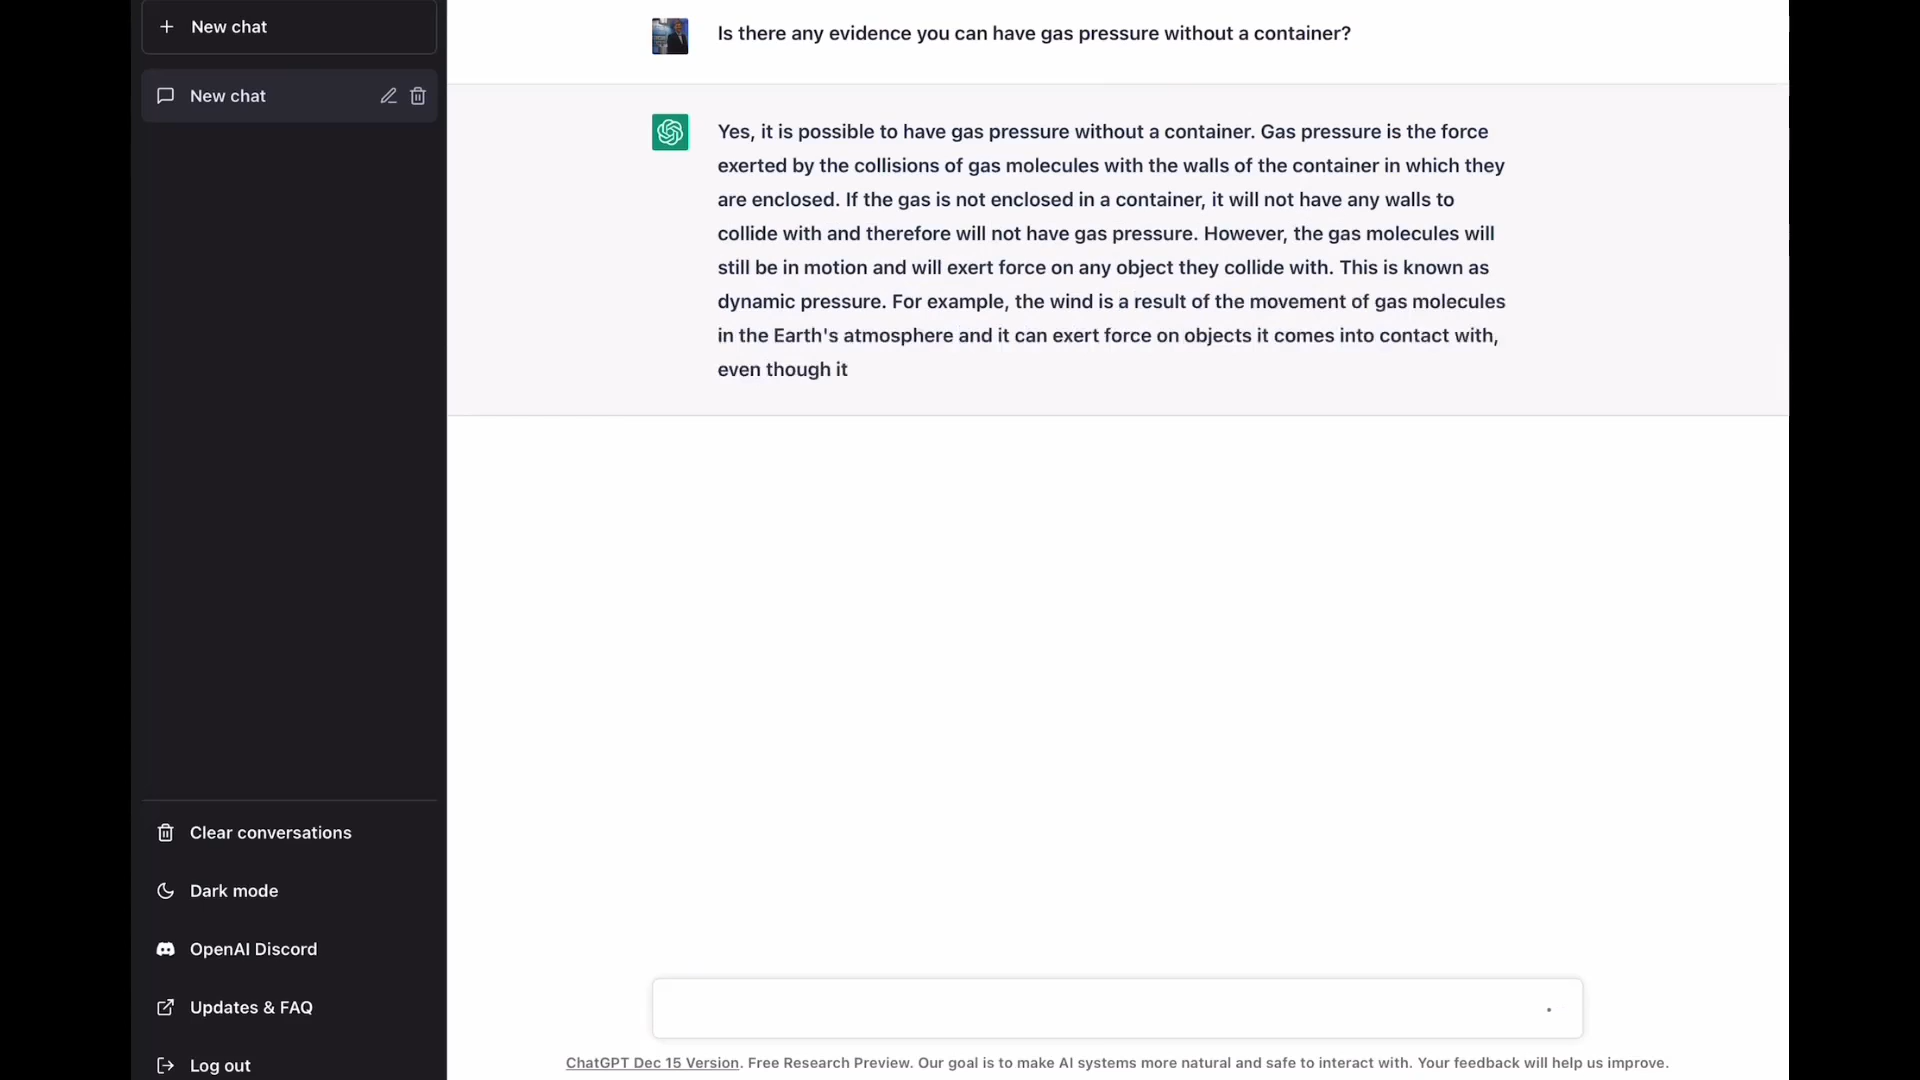 New chat
New chat
Clear conversations
Dark mode
OpenAI Discord
Updates & FAQ
Log out
Is there any evidence you can have gas pressure without a container?
Yes, it is possible to have gas pressure without a container. Gas pressure is the force
exerted by the collisions of gas molecules with the walls of the container in which they
are enclosed. If the gas is not enclosed in a container, it will not have any walls to
collide with and therefore will not have gas pressure. However, the gas molecules will
still be in motion and will exert force on any object they collide with. This is known as
dynamic pressure. For example, the wind is a result of the movement of gas molecules
in the Earth's atmosphere and it can exert force on objects it comes into contact with,
even though it
ChatGPT Dec 15 Version. Free Research Preview. Our goal is to make AI systems more natural and safe to interact with. Your feedback will help us improve.